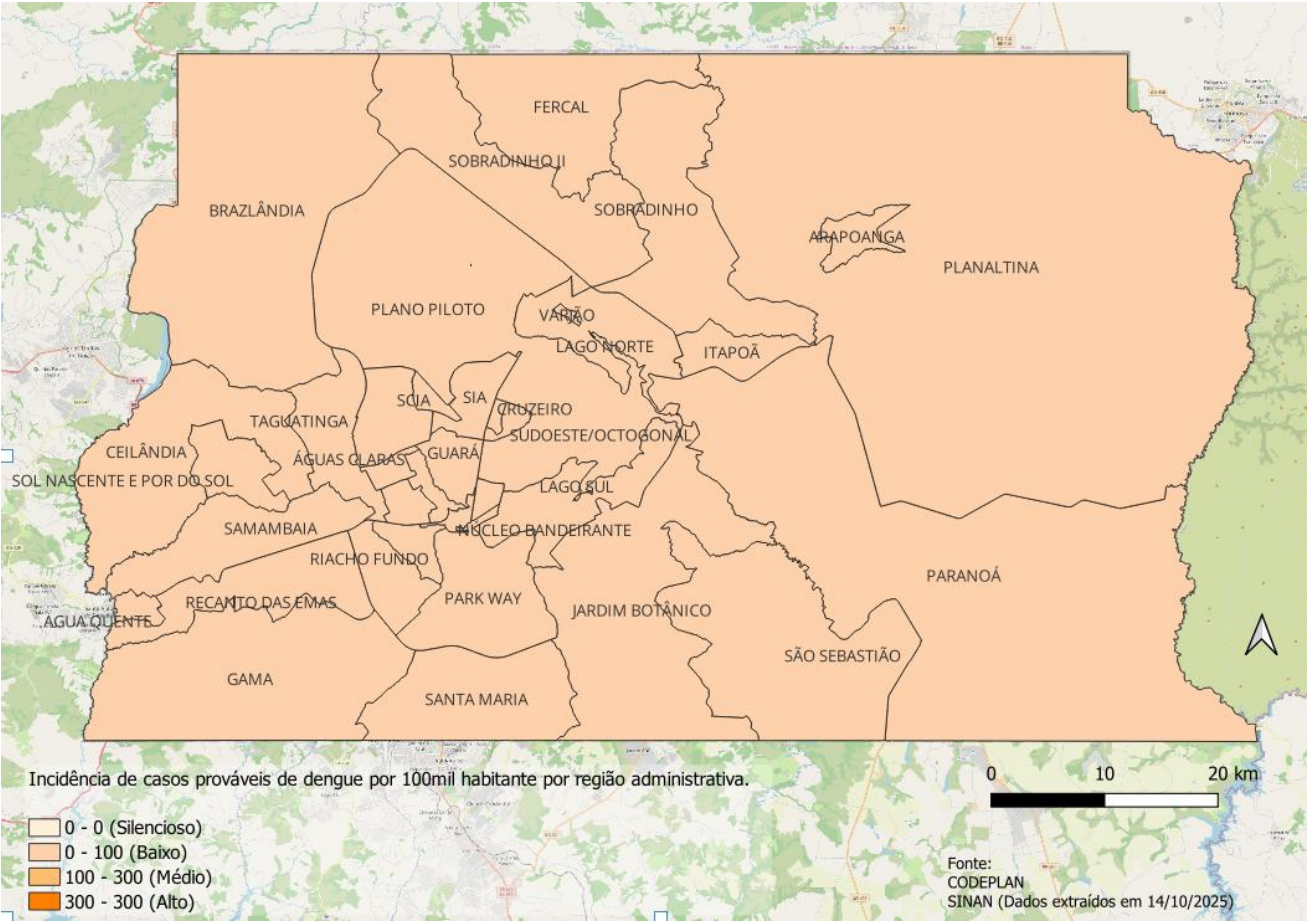 FERCAL
SOBRADINHO II
BRAZLÂNDIA
SOBRADINHO
ARAPOANGA
PLANALTINA
PLANO PILOTO
VARJÃO
LAGO NORTE
ITAPOÃ
SCIA
SIA
CRUZEIRO
TAGUATINGA
SUDOESTE/OCTOGONAL
CEILÂNDIA
ÁGUAS CLARAS
GUARÁ
SOL NASCENTE E POR DO SOL
LAGO SUL
SAMAMBAIA
NÚCLEO BANDEIRANTE
RIACHO FUNDO
PARANOÁ
RECANTO DAS EMAS
PARK WAY
JARDIM BOTÂNICO
ÁGUA QUENTE
SÃO SEBASTIÃO
GAMA
SANTA MARIA
Incidência de casos prováveis de dengue por 100mil habitante por região administrativa.
0 10 20 km
0 - 0 (Silencioso)
0 - 100 (Baixo)
100 - 300 (Médio)
300 - 300 (Alto)
Fonte:
CODEPLAN
SINAN (Dados extraídos em 14/10/2025)